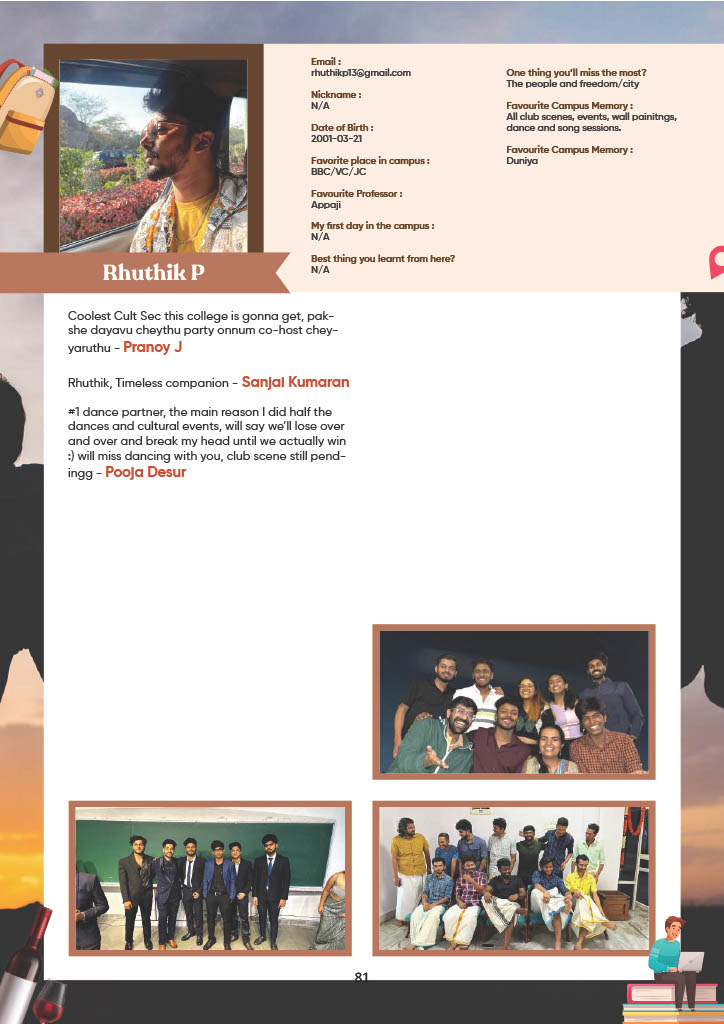 Email :
rhuthikp13@gmail.com
Nickname :
N/A
Date of Birth :
2001-03-21
Favorite place in campus :
BBC/VC/JC
Favourite Professor :
Appaji
My first day in the campus :
N/A
Best thing you learnt from here?
N/A
One thing you'll miss the most?
The people and freedom/city
Favourite Campus Memory :
All club scenes, events, wall painitngs,
dance and song sessions.
Favourite Campus Memory :
Duniya
Rhuthik P
Coolest Cult Sec this college is gonna get, pak-
she dayavu cheythu party onnum co-host chey-
yaruthu - Pranoy J
Rhuthik, Timeless companion - Sanjai Kumaran
#1 dance partner, the main reason I did half the
dances and cultural events, will say we'll lose over
and over and break my head until we actually win
:) will miss dancing with you, club scene still pend-
ingg - Pooja Desur
81